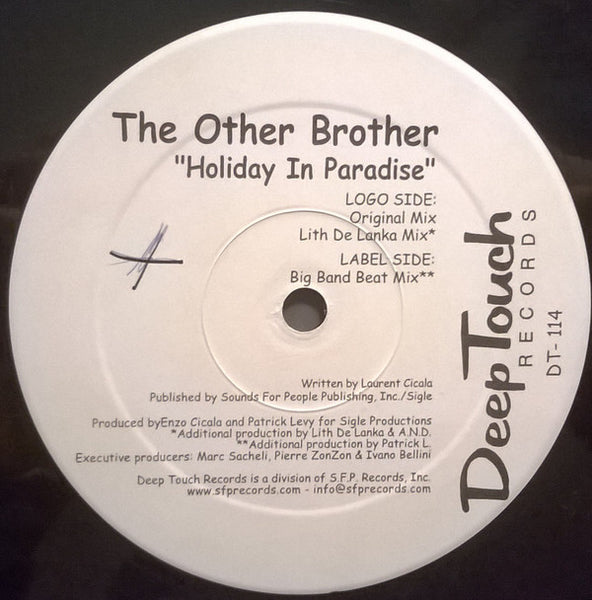 The Other Brother
"Holiday In Paradise"
LOGO SIDE:
Original Mix
Lith De Lanka Mix*
LABEL SIDE:
Big Band Beat Mix**
Written by Laurent Cicala
Published by Sounds For People Publishing, Inc./Sigle
Produced byEnzo Cicala and Patrick Levy for Sigle Productions
*Additional production by Lith De Lanka & A.N.D.
**Additional production by Patrick L.
Executive producers: Marc Sacheli, Pierre ZonZon & Ivano Bellini
Deep Touch Records is a division of S.F.P. Records, Inc.
www.sfprecords.com - info@sfprecords.com
Deep Touch
RECORDS
DT-114